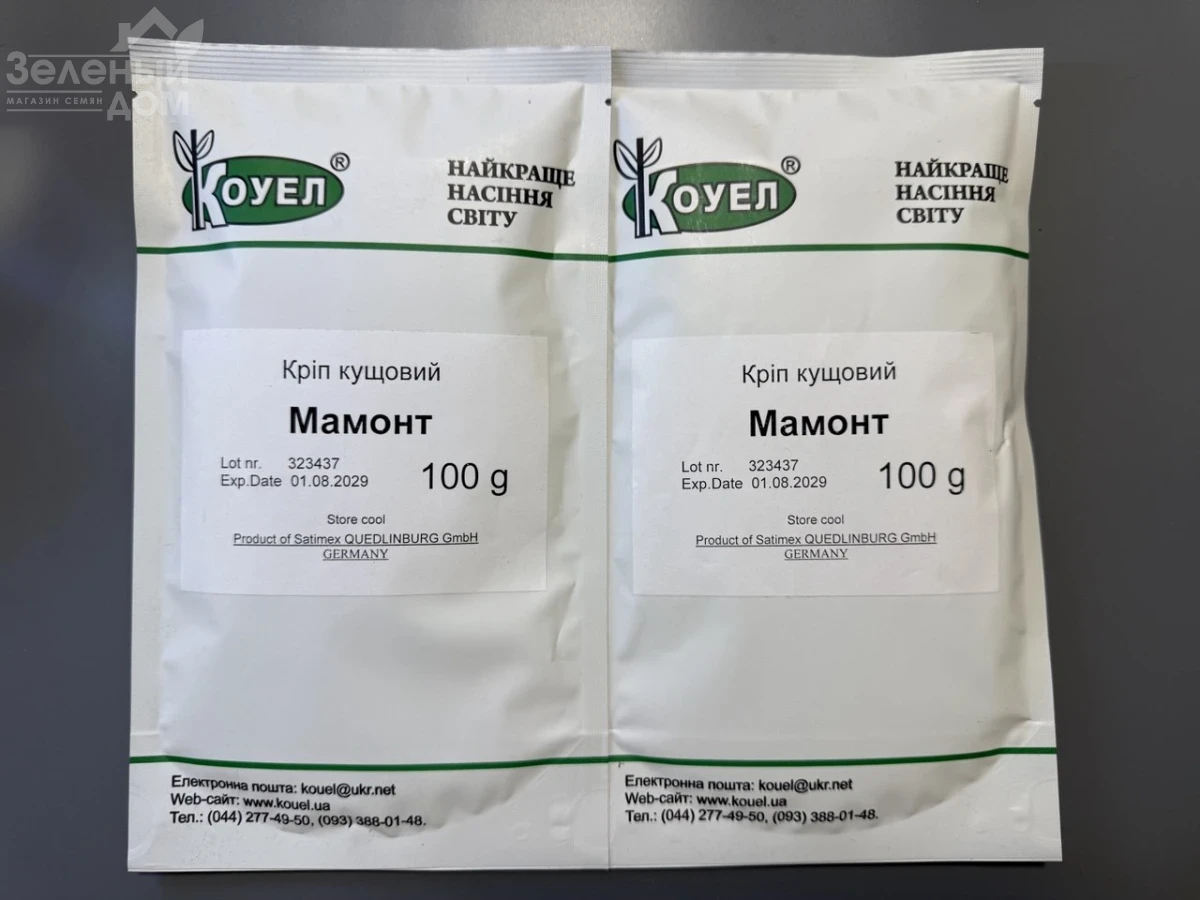 Зеленый
МАГАЗИН СЕМЯН
ДОМ
КОУЕЛ®
НАЙКРАЩЕ
НАСІННЯ
СВІТУ
Кріп кущовий
Мамонт
Lot nr. 323437
Exp.Date 01.08.2029
100 g
Store cool
Product of Satimex QUEDLINBURG GmbH
GERMANY
Електронна пошта: kouel@ukr.net
Web-сайт: www.kouel.ua
Тел.: (044) 277-49-50, (093) 388-01-48.
КОУЕЛ®
НАЙКРАЩЕ
НАСІННЯ
СВІТУ
Кріп кущовий
Мамонт
Lot nr. 323437
Exp.Date 01.08.2029
100 g
Store cool
Product of Satimex QUEDLINBURG GmbH
GERMANY
Електронна пошта: kouel@ukr.net
Web-сайт: www.kouel.ua
Тел.: (044) 277-49-50, (093) 388-01-48.